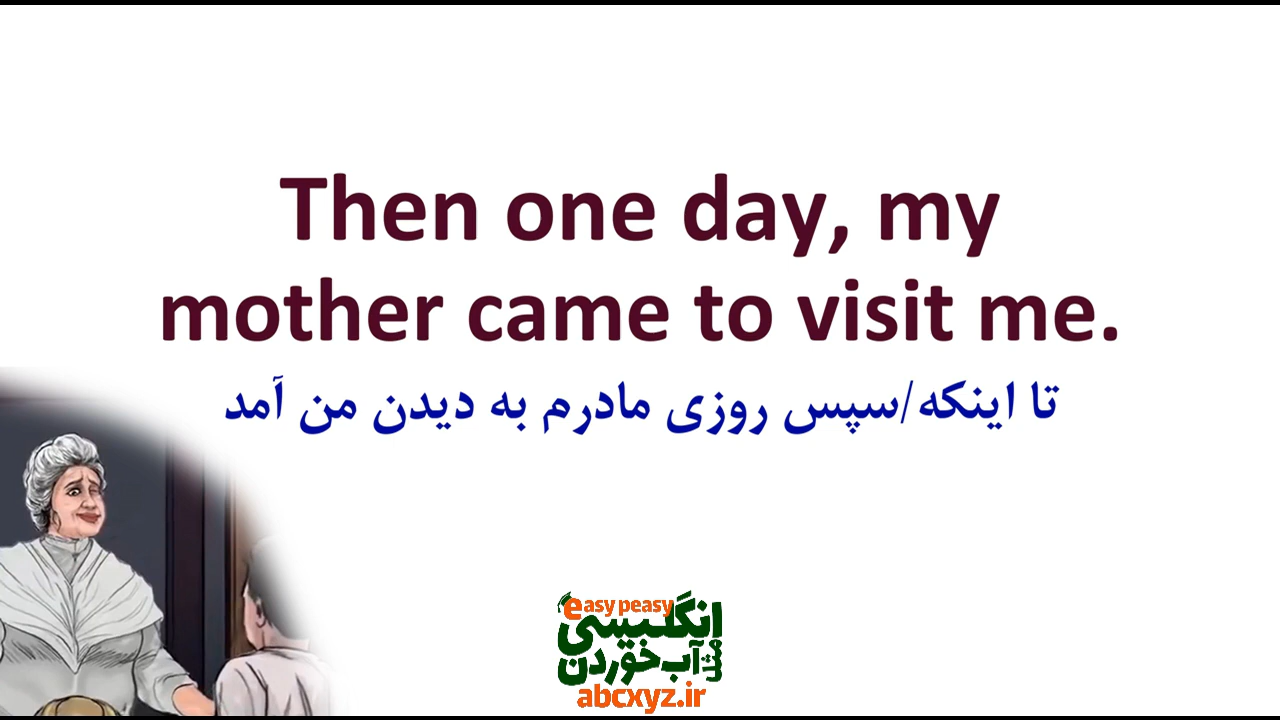 Then one day, my
mother came to visit me.
تا اینکه/سپس روزی مادرم به دیدن من آمد
easy peasy
انگلیسی
مثل آب خوردن
abcxyz.ir